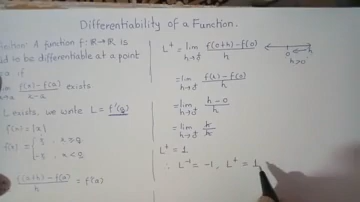 Differentiability of a Function.
A function f: ℝ→ℝ is
to be differentiable at a point
if
f(x)-f(a) / x-a exists
L exists, we write L = f'(a)
f(x) = |x|
f(x) = { x , x ≥ 0
-x , x < 0
f(a+h)-f(a) / h = f'(a)
L⁺ = lim h→0⁺ f(0+h)-f(0) / h
0 h
h>0
= lim h→0⁺ f(h)-f(0) / h
= lim h→0⁺ h-0 / h
= lim h→0⁺ h / h
L⁺ = 1
∴ L⁻ = -1, L⁺ = 1